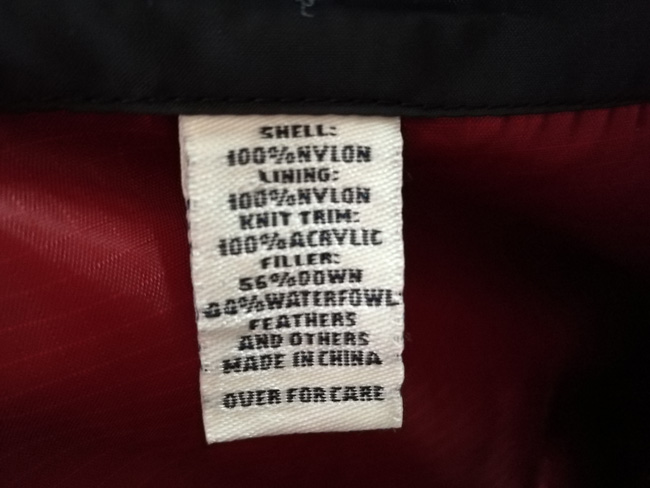 SHELL:
100%NYLON
LINING:
100%NYLON
KNIT TRIM:
100%ACRYLIC
FILLER:
56%DOWN
44%WATERFOWL
FEATHERS
AND OTHERS
MADE IN CHINA
OVER FOR CARE